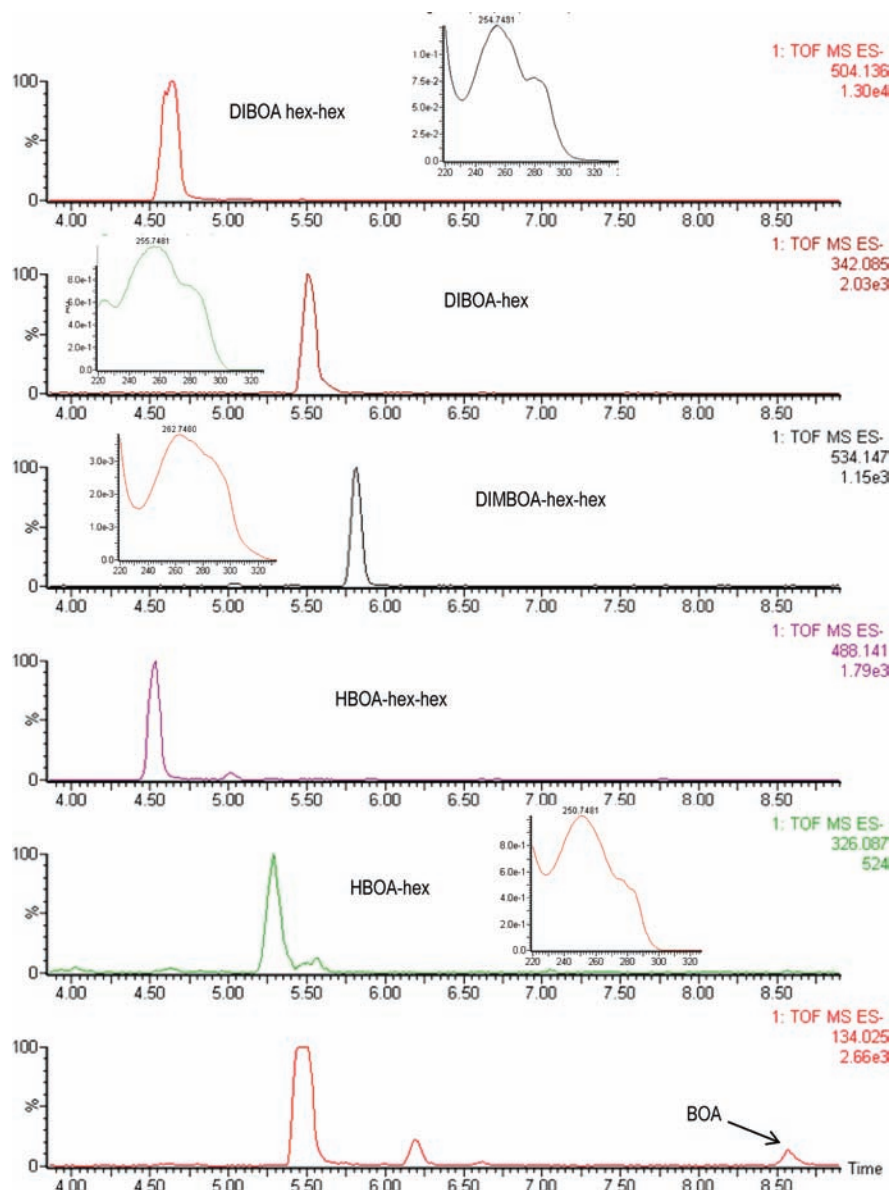 254.7481
1: TOF MS ES-
504.136
1.30e4
100
%
0
DIBOA hex-hex
1.0e-1
7.5e-2
5.0e-2
2.5e-2
0.0
220 240 260 280 300 320
4.00 4.50 5.00 5.50 6.00 6.50 7.00 7.50 8.00 8.50
255.7481
1: TOF MS ES-
342.085
2.03e3
100
%
0
8.0e-1
6.0e-1
4.0e-1
2.0e-1
0.0
220 240 260 280 300 320
DIBOA-hex
4.00 4.50 5.00 5.50 6.00 6.50 7.00 7.50 8.00 8.50
262.7480
1: TOF MS ES-
534.147
1.15e3
100
%
0
3.0e-3
2.0e-3
1.0e-3
0.0
220 240 260 280 300 320
DIMBOA-hex-hex
4.00 4.50 5.00 5.50 6.00 6.50 7.00 7.50 8.00 8.50
1: TOF MS ES-
488.141
1.79e3
100
%
0
HBOA-hex-hex
4.00 4.50 5.00 5.50 6.00 6.50 7.00 7.50 8.00 8.50
250.7481
1: TOF MS ES-
326.087
524
100
%
0
HBOA-hex
8.0e-1
6.0e-1
4.0e-1
2.0e-1
0.0
220 240 260 280 300 320
4.00 4.50 5.00 5.50 6.00 6.50 7.00 7.50 8.00 8.50
1: TOF MS ES-
134.025
2.66e3
100
%
0
BOA
Time
4.00 4.50 5.00 5.50 6.00 6.50 7.00 7.50 8.00 8.50